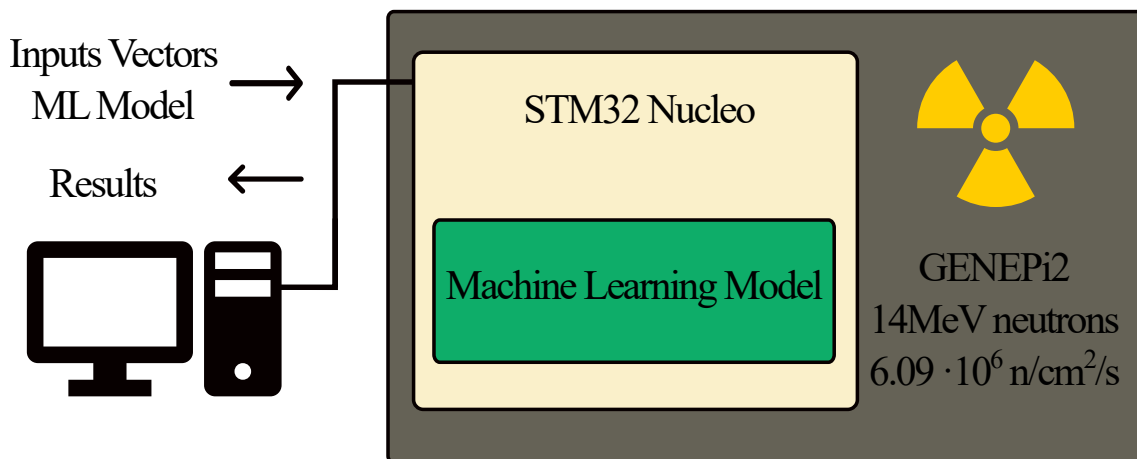 Inputs Vectors
ML Model
Results
STM32 Nucleo
Machine Learning Model
GENEPi2
14MeV neutrons
6.09 ·10⁶ n/cm²/s